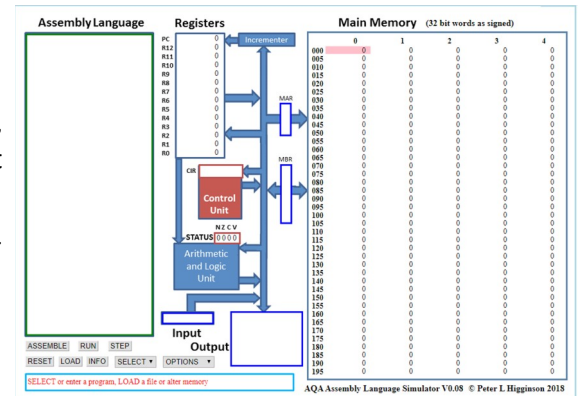 Assembly Language
Registers
Main Memory (32 bit words as signed)
PC 0
R12 0
R11 0
R10 0
R9 0
R8 0
R7 0
R6 0
R5 0
R4 0
R3 0
R2 0
R1 0
R0 0
Incrementer
MAR
MBR
CIR
Control
Unit
N Z C V
STATUS 0 0 0 0
Arithmetic
and Logic
Unit
Input
Output
ASSEMBLE RUN STEP
RESET LOAD INFO SELECT ▾ OPTIONS ▾
SELECT or enter a program, LOAD a file or alter memory
0 1 2 3 4
000 0 0 0 0 0
005 0 0 0 0 0
010 0 0 0 0 0
015 0 0 0 0 0
020 0 0 0 0 0
025 0 0 0 0 0
030 0 0 0 0 0
035 0 0 0 0 0
040 0 0 0 0 0
045 0 0 0 0 0
050 0 0 0 0 0
055 0 0 0 0 0
060 0 0 0 0 0
065 0 0 0 0 0
070 0 0 0 0 0
075 0 0 0 0 0
080 0 0 0 0 0
085 0 0 0 0 0
090 0 0 0 0 0
095 0 0 0 0 0
100 0 0 0 0 0
105 0 0 0 0 0
110 0 0 0 0 0
115 0 0 0 0 0
120 0 0 0 0 0
125 0 0 0 0 0
130 0 0 0 0 0
135 0 0 0 0 0
140 0 0 0 0 0
145 0 0 0 0 0
150 0 0 0 0 0
155 0 0 0 0 0
160 0 0 0 0 0
165 0 0 0 0 0
170 0 0 0 0 0
175 0 0 0 0 0
180 0 0 0 0 0
185 0 0 0 0 0
190 0 0 0 0 0
195 0 0 0 0 0
AQA Assembly Language Simulator V0.08 © Peter L Higginson 2018